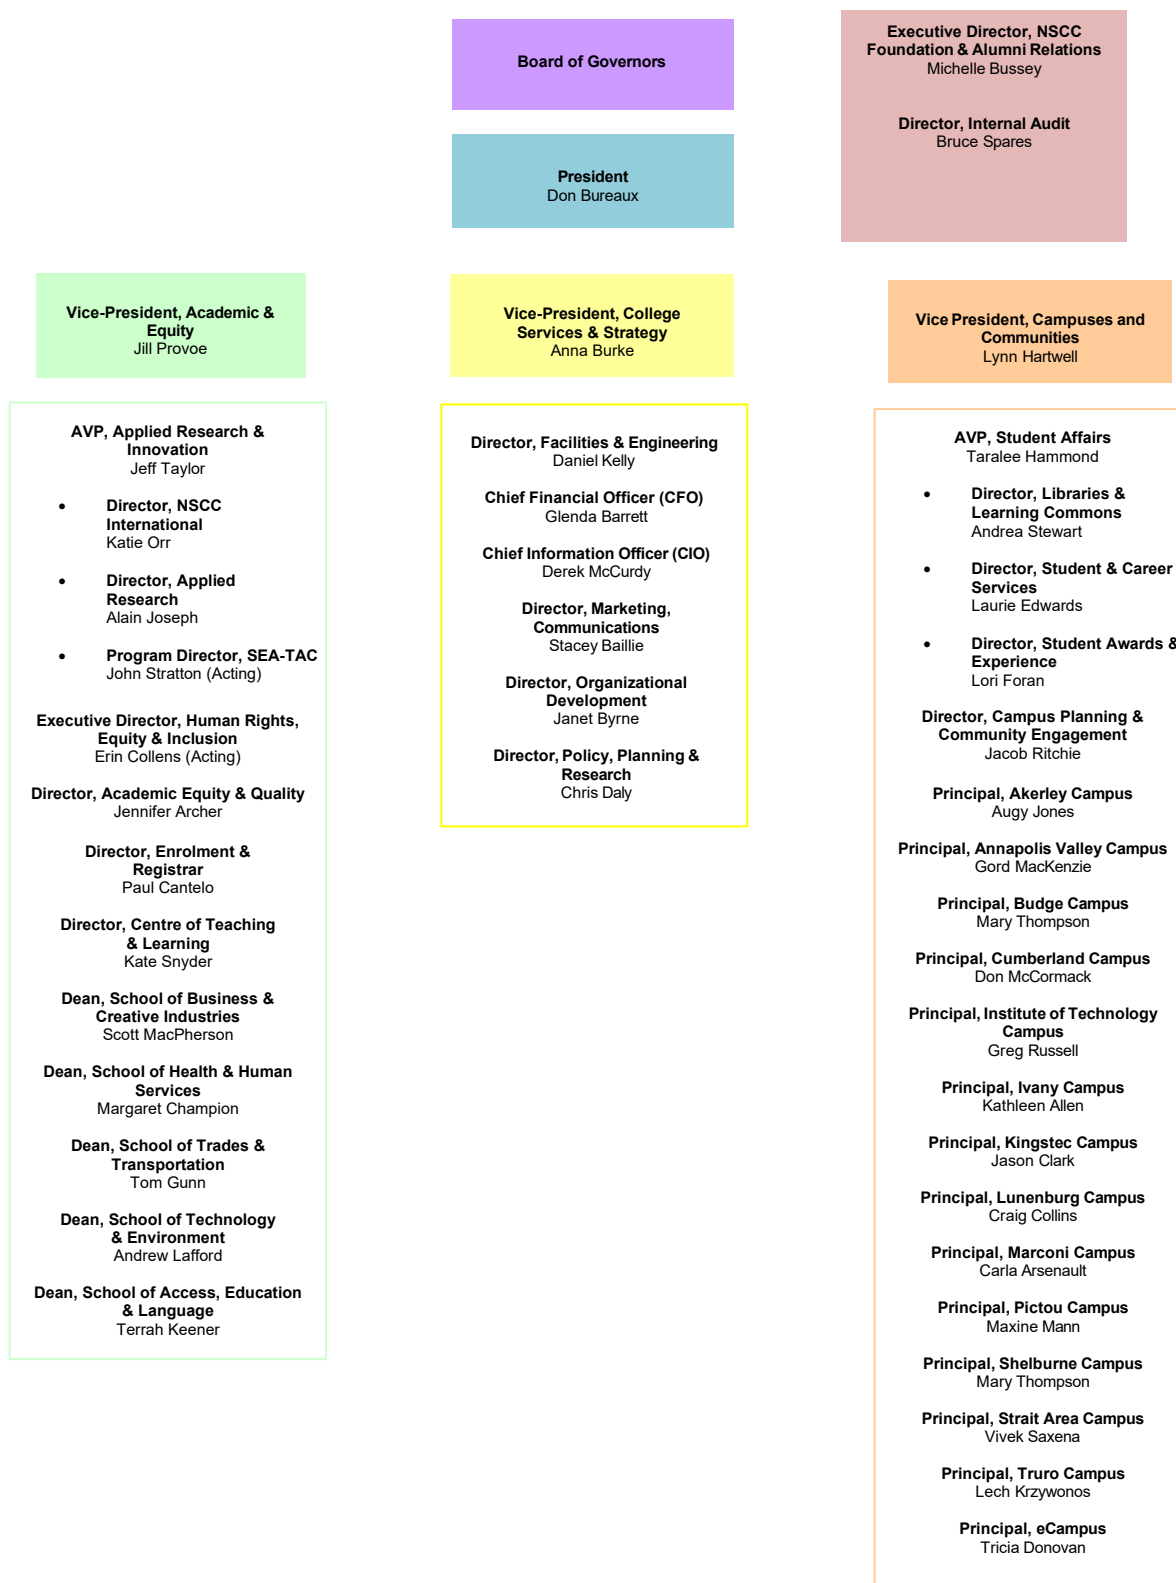 Board of Governors
President
Don Bureaux
Executive Director, NSCC
Foundation & Alumni Relations
Michelle Bussey
Director, Internal Audit
Bruce Spares
Vice-President, Academic &
Equity
Jill Provoe
AVP, Applied Research &
Innovation
Jeff Taylor
• Director, NSCC
International
Katie Orr
• Director, Applied
Research
Alain Joseph
• Program Director, SEA-TAC
John Stratton (Acting)
Executive Director, Human Rights,
Equity & Inclusion
Erin Collens (Acting)
Director, Academic Equity & Quality
Jennifer Archer
Director, Enrolment &
Registrar
Paul Cantelo
Director, Centre of Teaching
& Learning
Kate Snyder
Dean, School of Business &
Creative Industries
Scott MacPherson
Dean, School of Health & Human
Services
Margaret Champion
Dean, School of Trades &
Transportation
Tom Gunn
Dean, School of Technology
& Environment
Andrew Lafford
Dean, School of Access, Education
& Language
Terrah Keener
Vice-President, College
Services & Strategy
Anna Burke
Director, Facilities & Engineering
Daniel Kelly
Chief Financial Officer (CFO)
Glenda Barrett
Chief Information Officer (CIO)
Derek McCurdy
Director, Marketing,
Communications
Stacey Baillie
Director, Organizational
Development
Janet Byrne
Director, Policy, Planning &
Research
Chris Daly
Vice President, Campuses and
Communities
Lynn Hartwell
AVP, Student Affairs
Taralee Hammond
• Director, Libraries &
Learning Commons
Andrea Stewart
• Director, Student & Career
Services
Laurie Edwards
• Director, Student Awards &
Experience
Lori Foran
Director, Campus Planning &
Community Engagement
Jacob Ritchie
Principal, Akerley Campus
Augy Jones
Principal, Annapolis Valley Campus
Gord MacKenzie
Principal, Budge Campus
Mary Thompson
Principal, Cumberland Campus
Don McCormack
Principal, Institute of Technology
Campus
Greg Russell
Principal, Ivany Campus
Kathleen Allen
Principal, Kingstec Campus
Jason Clark
Principal, Lunenburg Campus
Craig Collins
Principal, Marconi Campus
Carla Arsenault
Principal, Pictou Campus
Maxine Mann
Principal, Shelburne Campus
Mary Thompson
Principal, Strait Area Campus
Vivek Saxena
Principal, Truro Campus
Lech Krzywonos
Principal, eCampus
Tricia Donovan